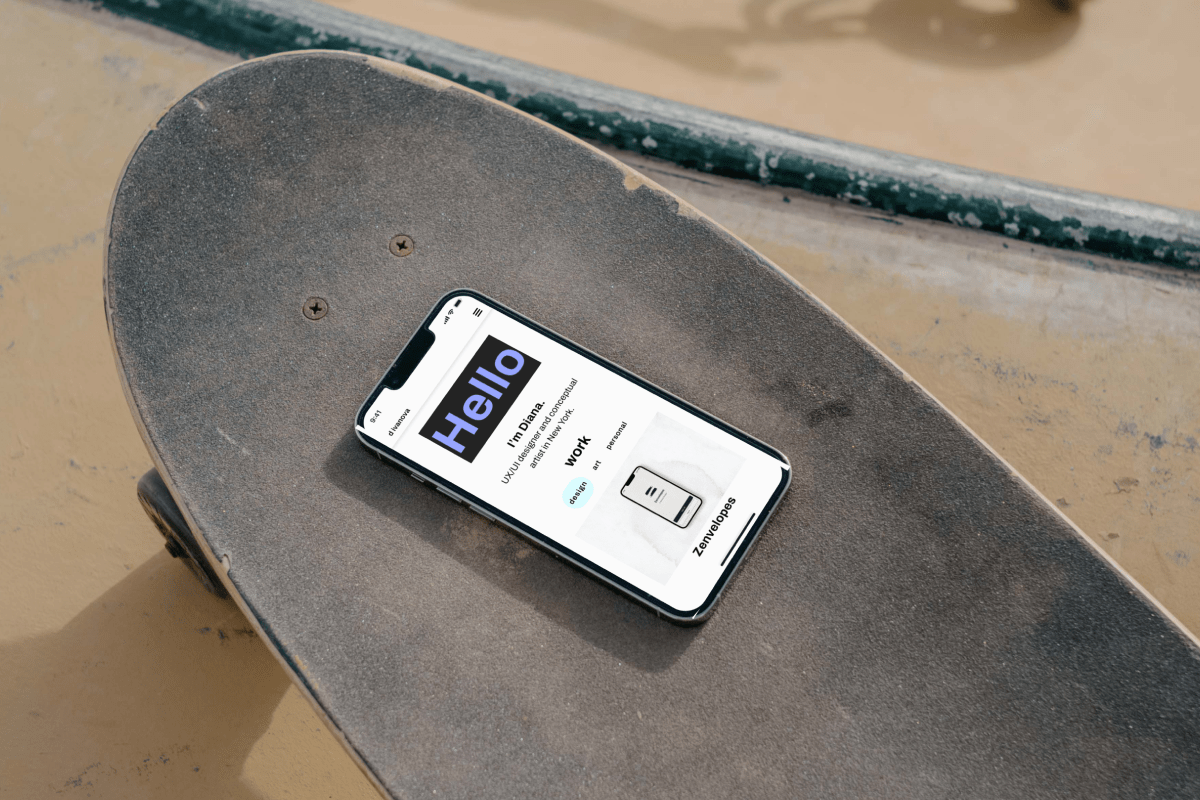 9:41
d ivanova
Hello
I'm Diana.
UX/UI designer and conceptual
artist in New York.
work
design art personal
Zenvelopes